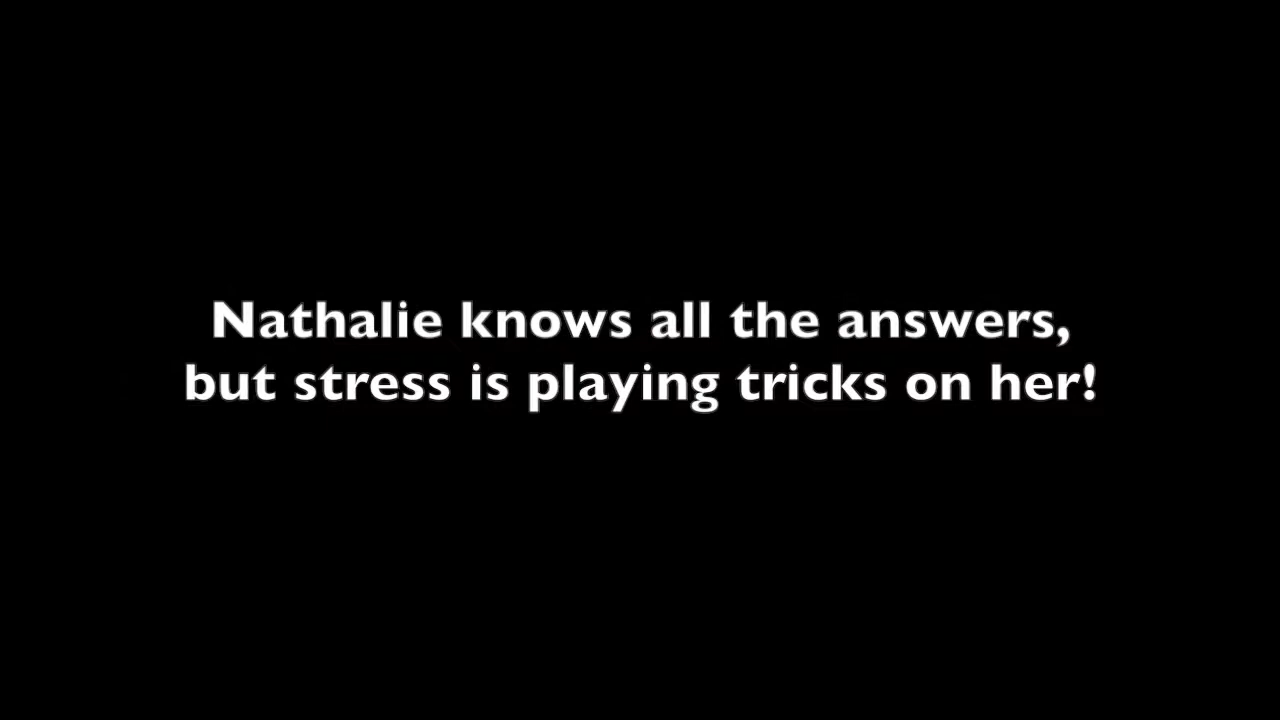 Nathalie knows all the answers,
but stress is playing tricks on her!